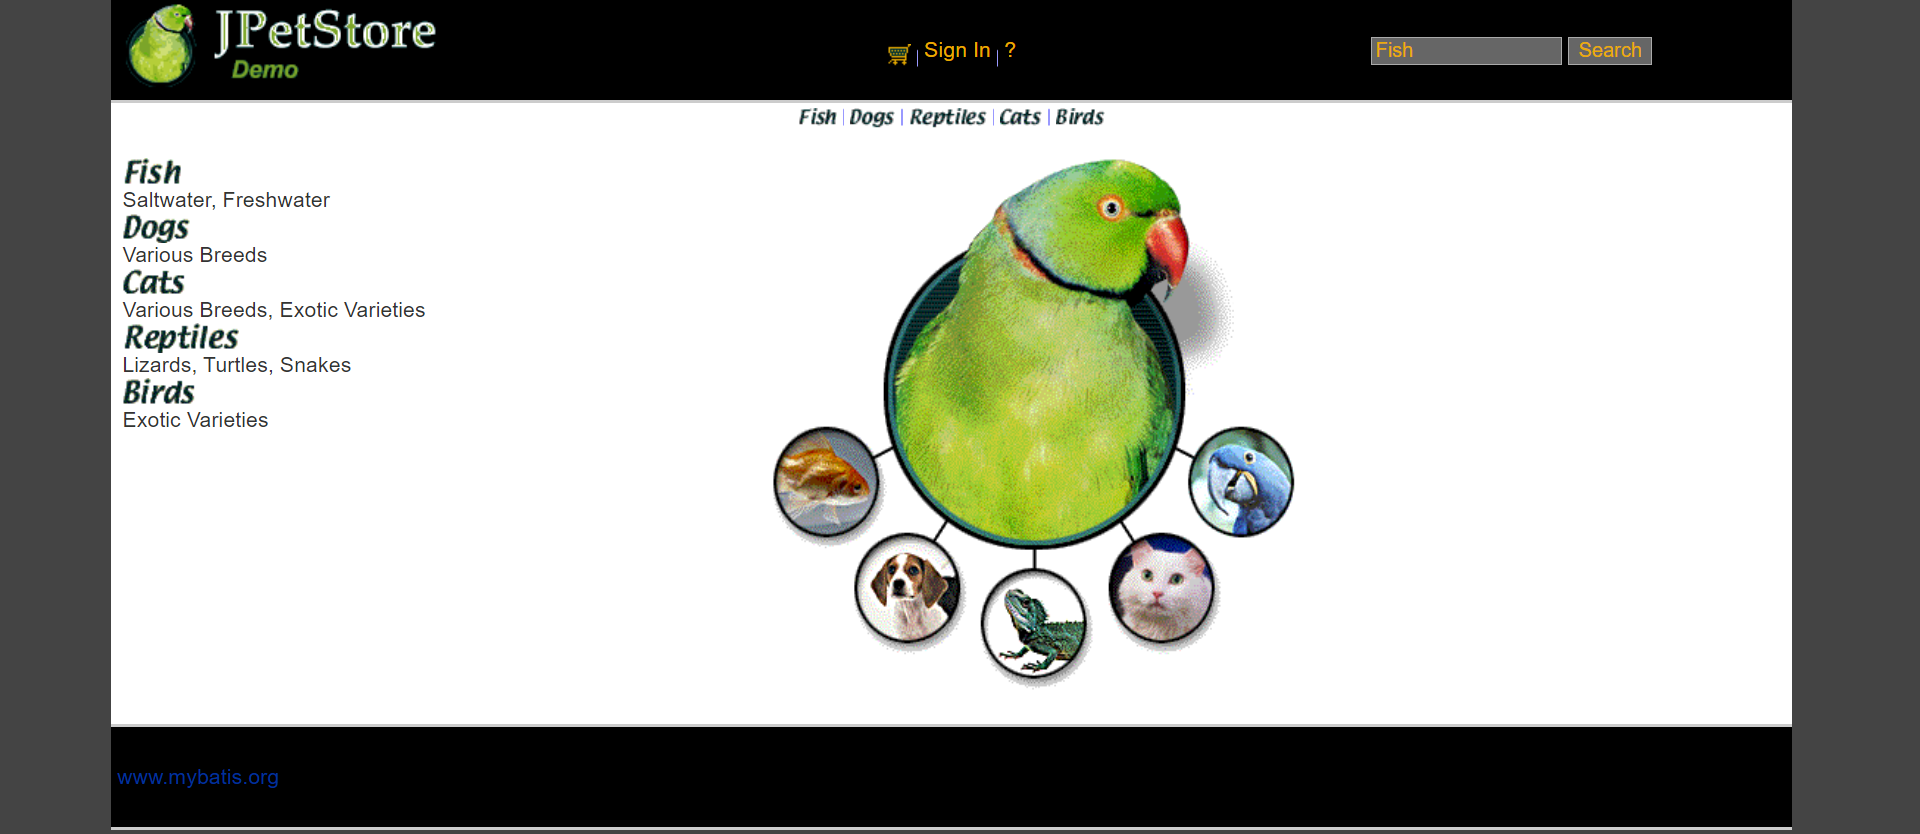 JPetStore
Demo
Sign In | ?
Fish
Search
Fish | Dogs | Reptiles | Cats | Birds
Fish
Saltwater, Freshwater
Dogs
Various Breeds
Cats
Various Breeds, Exotic Varieties
Reptiles
Lizards, Turtles, Snakes
Birds
Exotic Varieties
www.mybatis.org